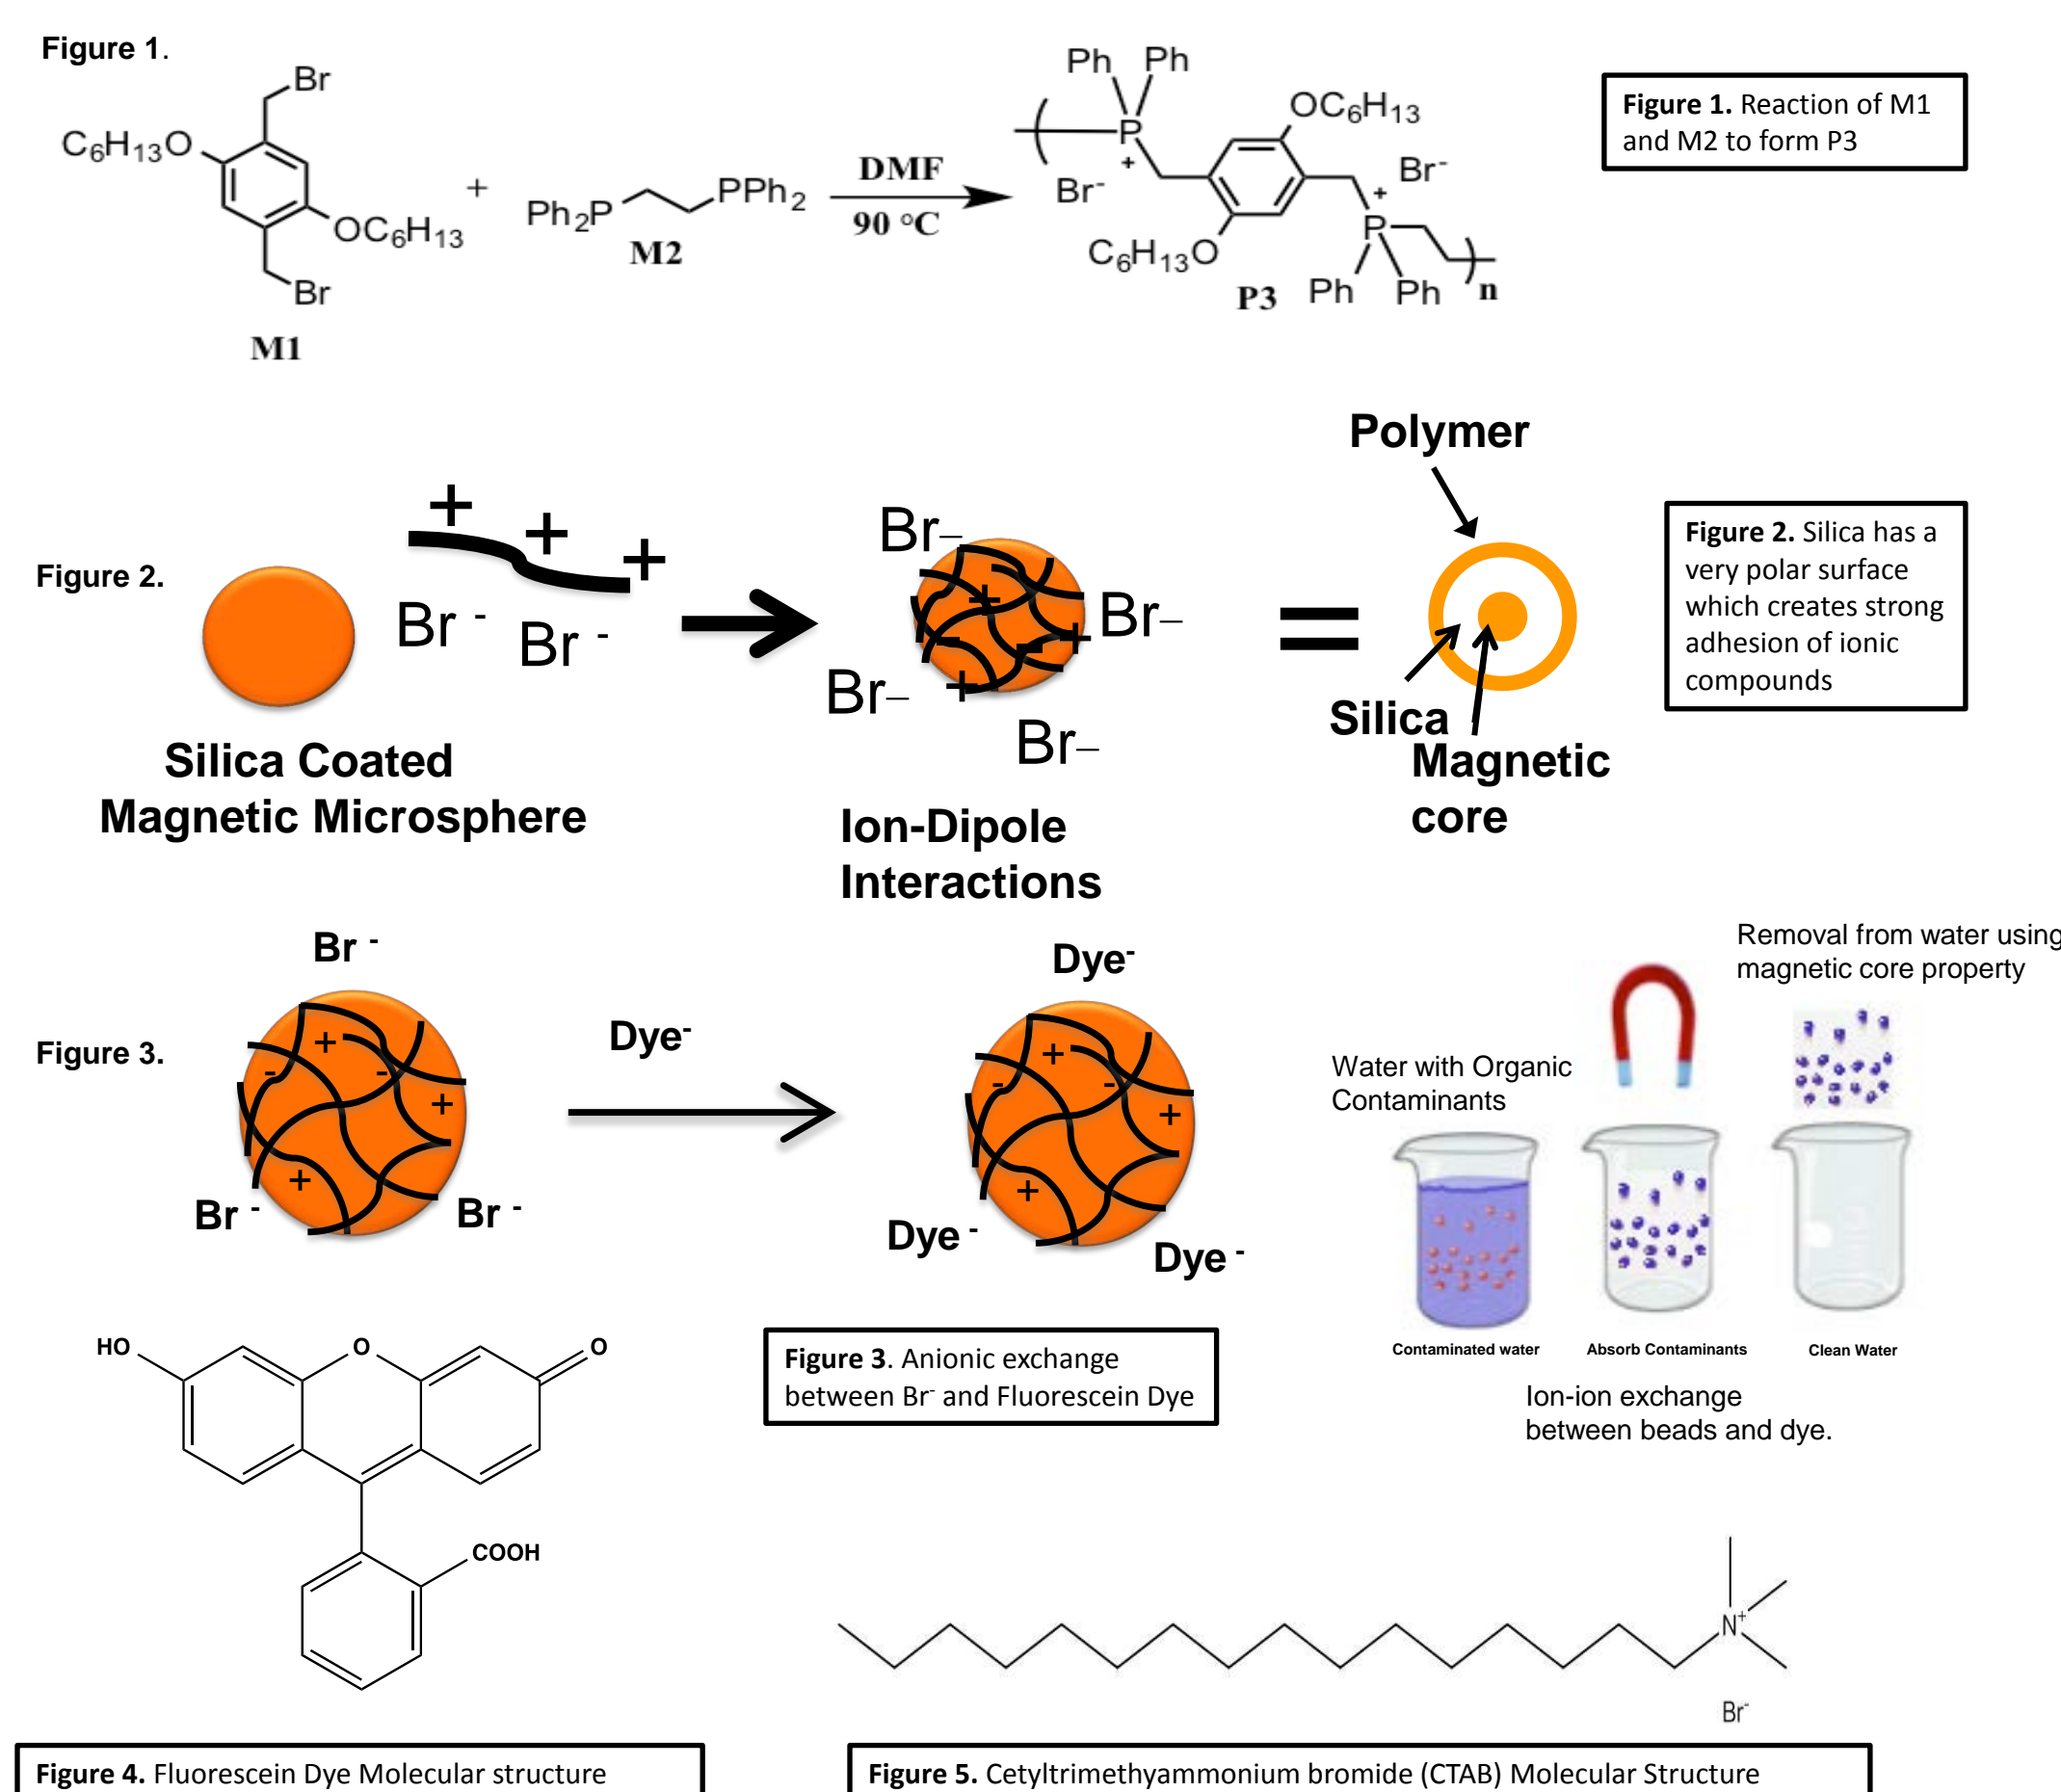 Figure 1.
Br
C6H13O
OC6H13
Br
M1
+
Ph2P
PPh2
M2
DMF
90 °C
Ph Ph
P
+
Br-
OC6H13
Br-
+
P
C6H13O
Ph Ph
n
P3
Figure 1. Reaction of M1
and M2 to form P3
Figure 2.
+
+
+
Br -
Br -
Silica Coated
Magnetic Microsphere
Br–
+
Br–
+
-
-
Br–
+
Br–
Ion-Dipole
Interactions
=
Polymer
Silica
Magnetic
core
Figure 2. Silica has a
very polar surface
which creates strong
adhesion of ionic
compounds
Figure 3.
Br -
+
-
-
+
+
Br -
Br -
Dye-
Dye-
+
-
-
+
+
Dye -
Dye -
Removal from water using
magnetic core property
Water with Organic
Contaminants
Contaminated water
Absorb Contaminants
Clean Water
Ion-ion exchange
between beads and dye.
Figure 3. Anionic exchange
between Br- and Fluorescein Dye
HO
O
O
COOH
N+
Br-
Figure 4. Fluorescein Dye Molecular structure
Figure 5. Cetyltrimethyammonium bromide (CTAB) Molecular Structure